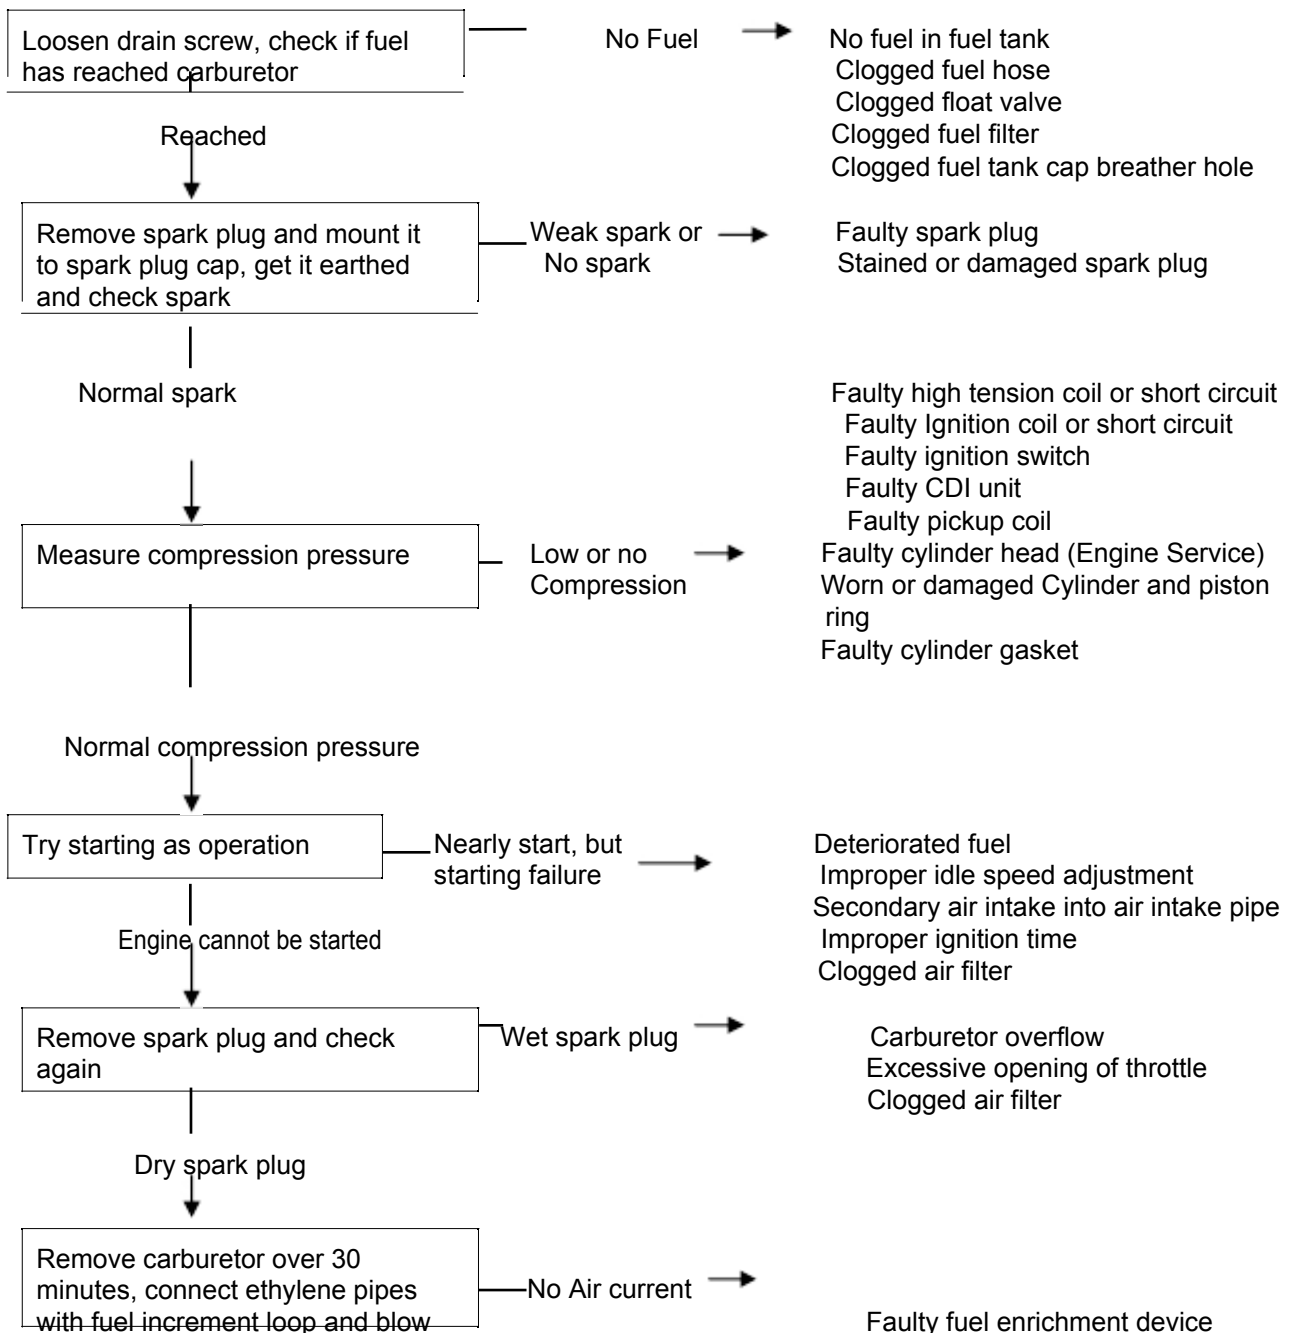 Loosen drain screw, check if fuel
has reached carburetor
No Fuel
No fuel in fuel tank
Clogged fuel hose
Clogged float valve
Clogged fuel filter
Clogged fuel tank cap breather hole
Reached
Remove spark plug and mount it
to spark plug cap, get it earthed
and check spark
Weak spark or
No spark
Faulty spark plug
Stained or damaged spark plug
Normal spark
Faulty high tension coil or short circuit
Faulty Ignition coil or short circuit
Faulty ignition switch
Faulty CDI unit
Faulty pickup coil
Measure compression pressure
Low or no
Compression
Faulty cylinder head (Engine Service)
Worn or damaged Cylinder and piston
ring
Faulty cylinder gasket
Normal compression pressure
Try starting as operation
Nearly start, but
starting failure
Deteriorated fuel
Improper idle speed adjustment
Secondary air intake into air intake pipe
Improper ignition time
Clogged air filter
Engine cannot be started
Remove spark plug and check
again
Wet spark plug
Carburetor overflow
Excessive opening of throttle
Clogged air filter
Dry spark plug
Remove carburetor over 30
minutes, connect ethylene pipes
with fuel increment loop and blow
No Air current
Faulty fuel enrichment device